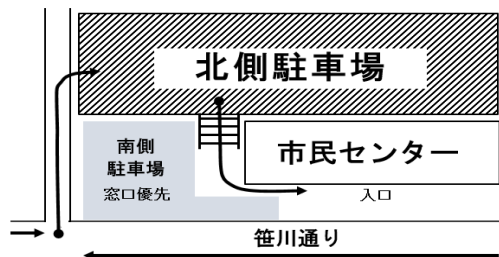 北側駐車場
南側
駐車場
窓口優先
市民センター
入口
笹川通り